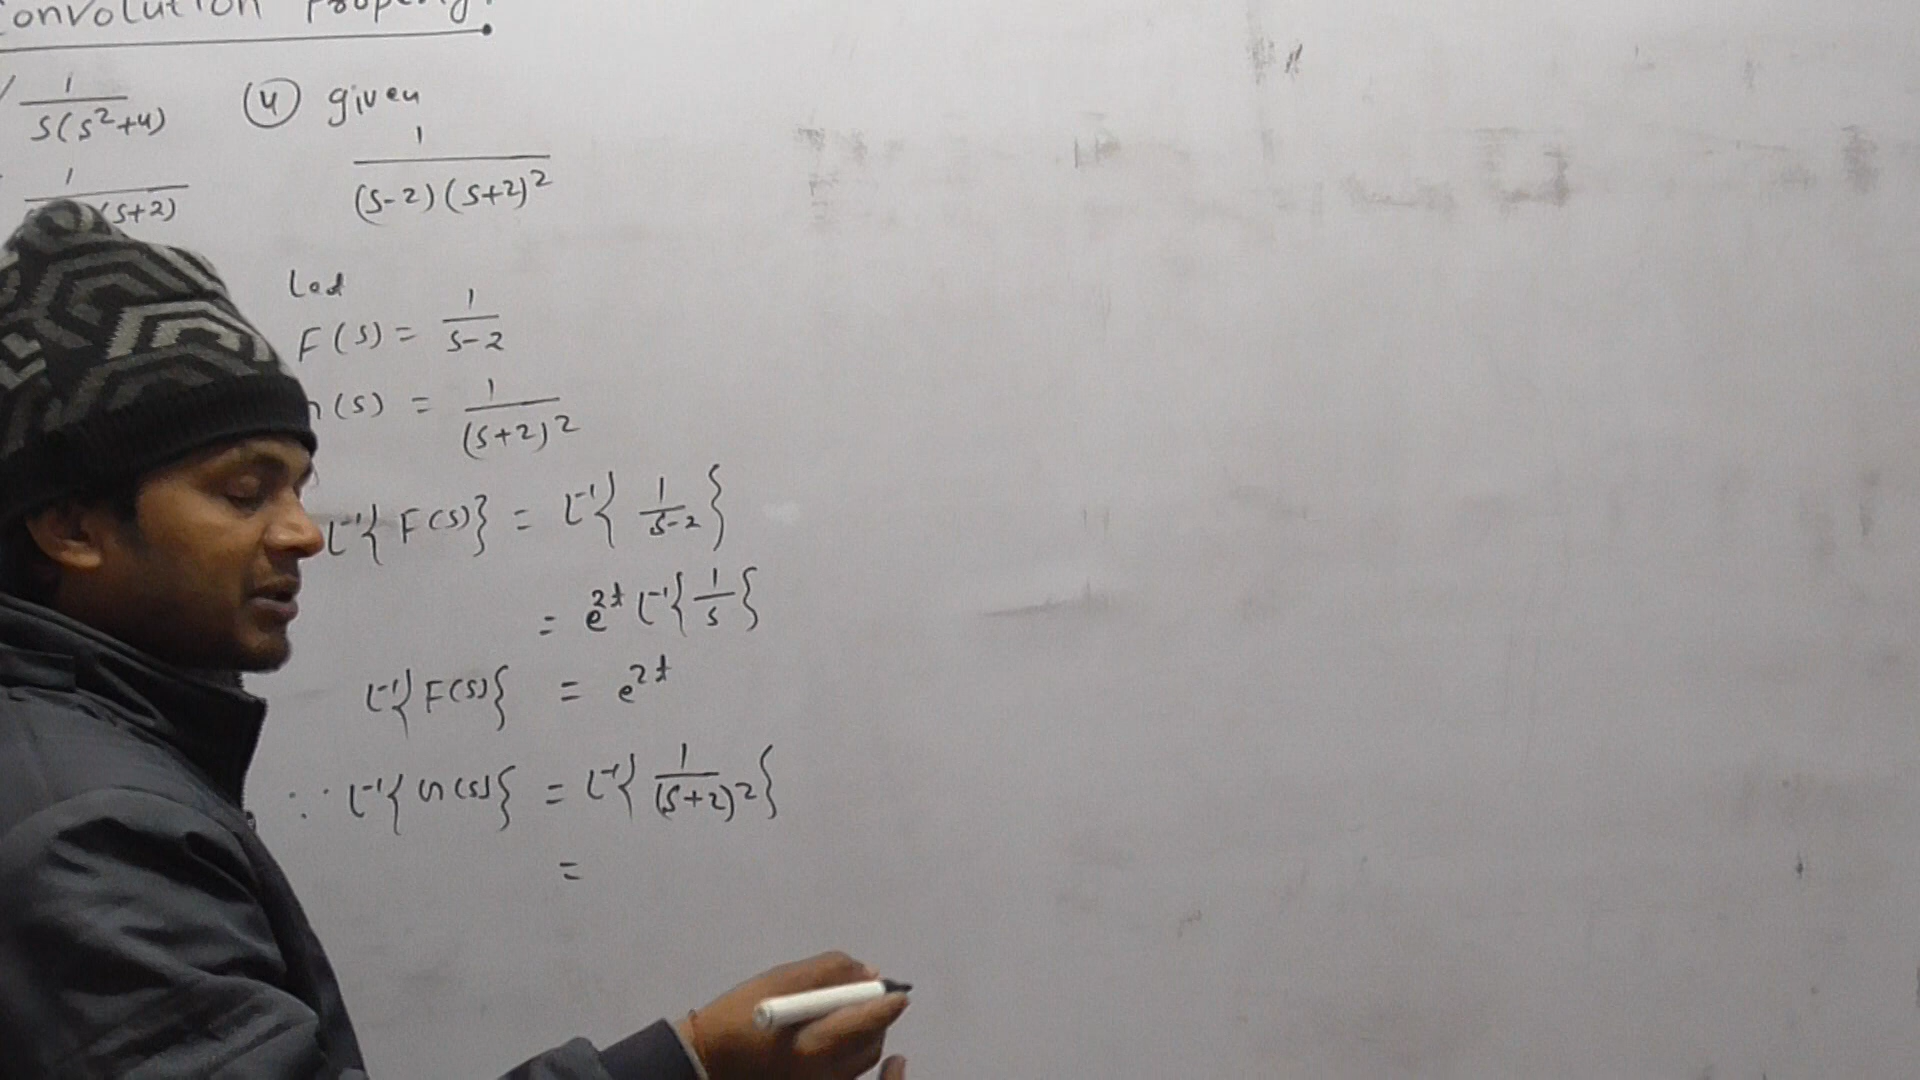 onvolution Property:
1/(s(s²+4))
(4) given
(s+2)
1/((s-2)(s+2)²)
Let
F(s) = 1/(s-2)
(s) = 1/(s+2)²
L⁻¹{F(s)} = L⁻¹{1/(s-2)}
= e²ᵗ L⁻¹{1/s}
L⁻¹{F(s)} = e²ᵗ
∵ L⁻¹{G(s)} = L⁻¹{1/(s+2)²}
=